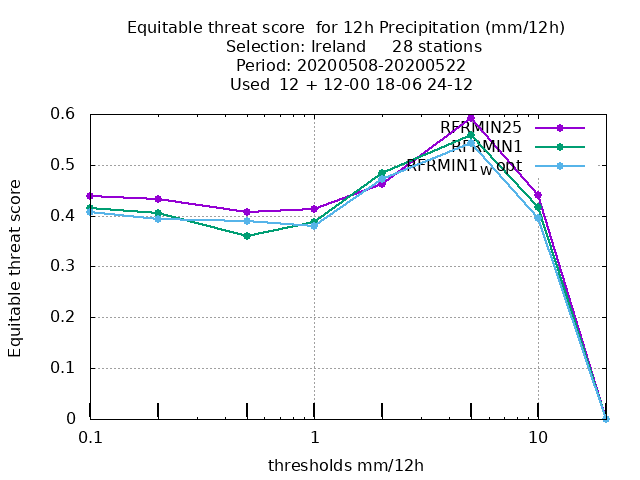 Equitable threat score for 12h Precipitation (mm/12h)
Selection: Ireland 28 stations
Period: 20200508-20200522
Used 12 + 12-00 18-06 24-12
RFRMIN25
RFRMIN1
RFRMIN1wopt
Equitable threat score
0.6
0.5
0.4
0.3
0.2
0.1
0
0.1 1 10
thresholds mm/12h